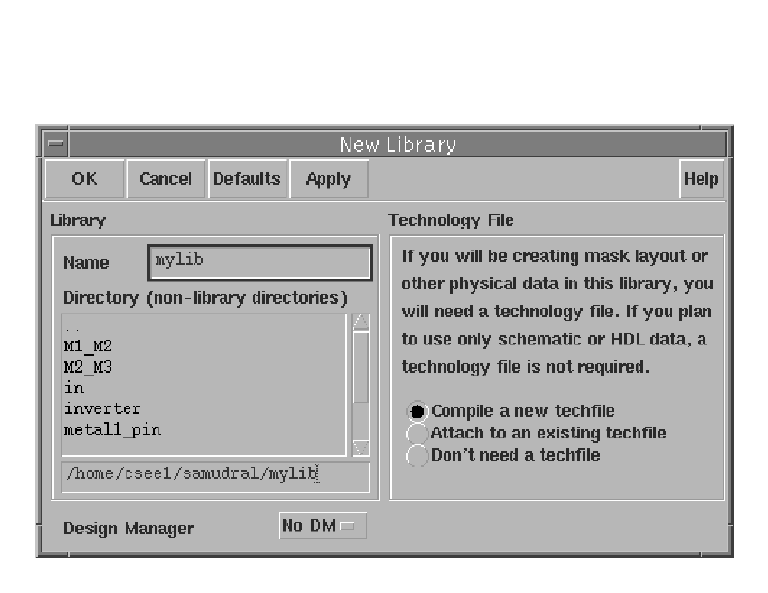 New Library
OK Cancel Defaults Apply Help
Library
Name mylib
Directory (non-library directories)
..
M1_M2
M2_M3
in
inverter
metal1_pin
/home/csee1/samudral/mylib
Design Manager No DM
Technology File
If you will be creating mask layout or
other physical data in this library, you
will need a technology file. If you plan
to use only schematic or HDL data, a
technology file is not required.
Compile a new techfile
Attach to an existing techfile
Don't need a techfile